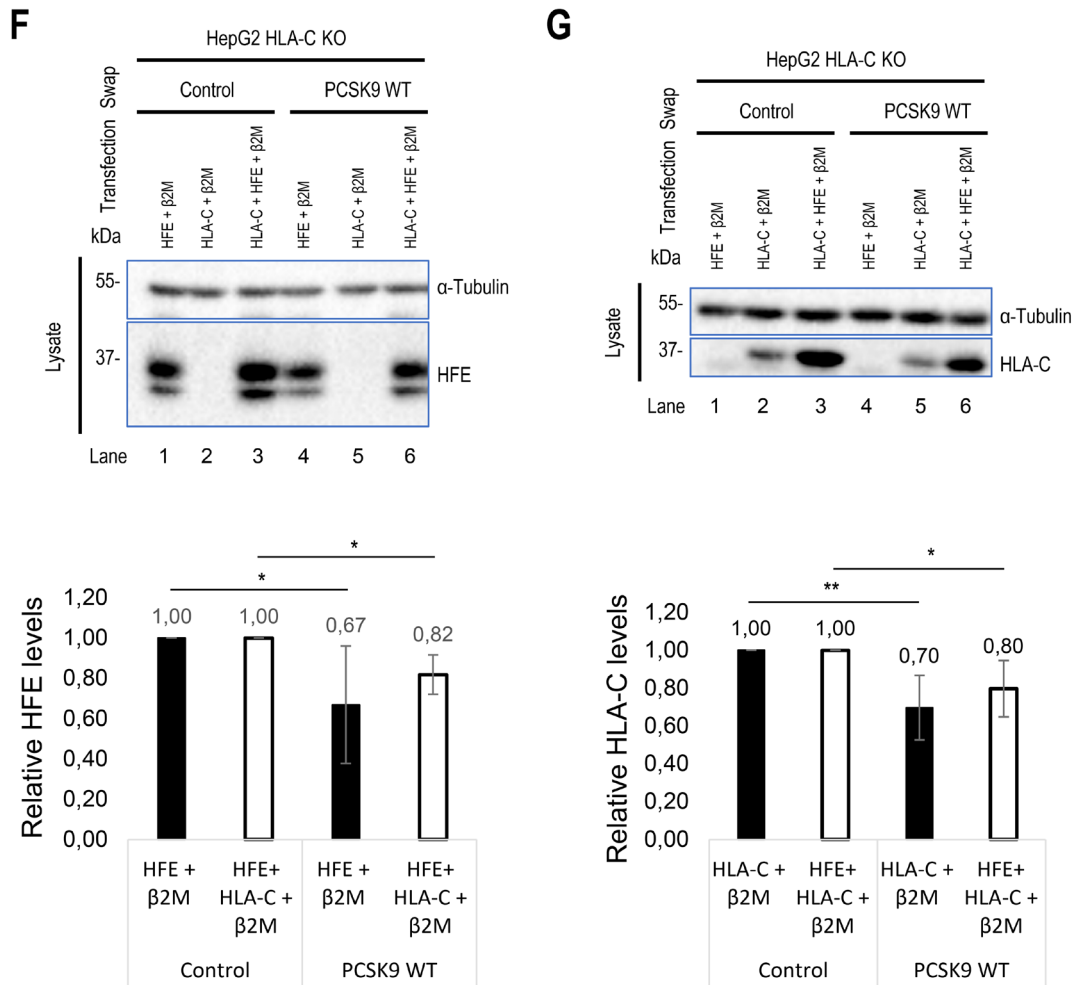 F
HepG2 HLA-C KO
Transfection Swap
Control
PCSK9 WT
HFE + β2M
HLA-C + β2M
HLA-C + HFE + β2M
HFE + β2M
HLA-C + β2M
HLA-C + HFE + β2M
kDa
Lysate
55-
α-Tubulin
37-
HFE
Lane 1 2 3 4 5 6
Relative HFE levels
*
*
1,20
1,00
0,80
0,60
0,40
0,20
0,00
1,00
1,00
0,67
0,82
HFE +
β2M
HFE+
HLA-C +
β2M
HFE +
β2M
HFE+
HLA-C +
β2M
Control
PCSK9 WT
G
HepG2 HLA-C KO
Transfection Swap
Control
PCSK9 WT
HFE + β2M
HLA-C + β2M
HLA-C + HFE + β2M
HFE + β2M
HLA-C + β2M
HLA-C + HFE + β2M
kDa
Lysate
55-
α-Tubulin
37-
HLA-C
Lane 1 2 3 4 5 6
Relative HLA-C levels
*
**
1,20
1,00
0,80
0,60
0,40
0,20
0,00
1,00
1,00
0,70
0,80
HLA-C +
β2M
HFE+
HLA-C +
β2M
HLA-C +
β2M
HFE+
HLA-C +
β2M
Control
PCSK9 WT